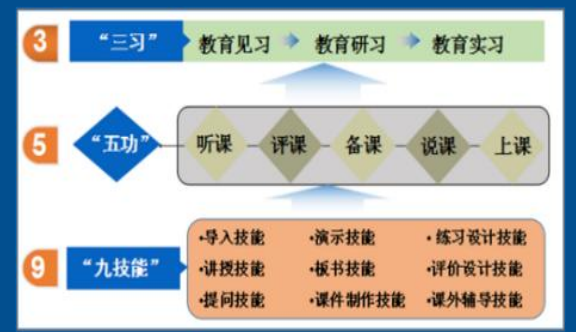 3 “三习” 教育见习 教育研习 教育实习
5 “五功” 听课 评课 备课 说课 上课
·导入技能 ·演示技能 ·练习设计技能
9 “九技能” ·讲授技能 ·板书技能 ·评价设计技能
·提问技能 ·课件制作技能 ·课外辅导技能